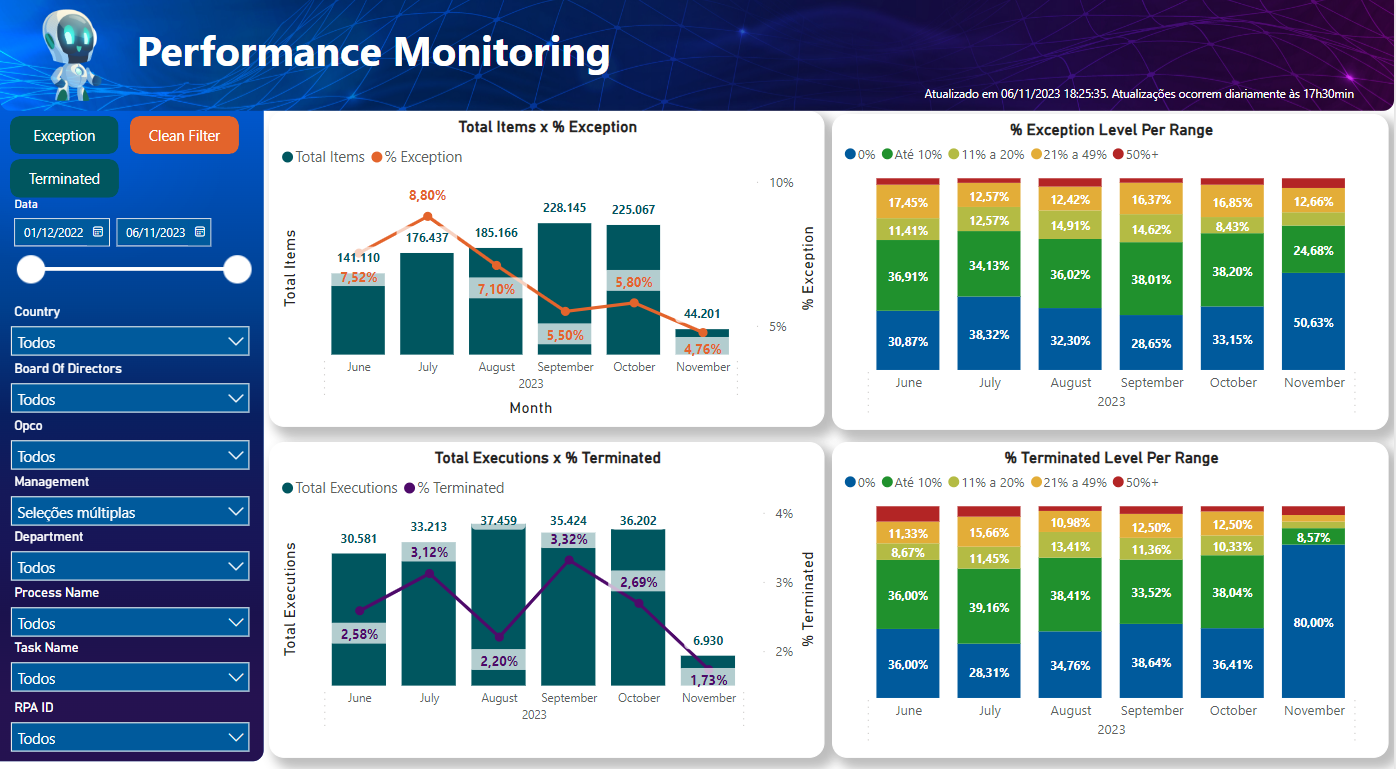 Performance Monitoring
Atualizado em 06/11/2023 18:25:35. Atualizações ocorrem diariamente às 17h30min
Exception
Clean Filter
Terminated
Data
01/12/2022
06/11/2023
Country
Todos
Board Of Directors
Todos
Opco
Todos
Management
Seleções múltiplas
Department
Todos
Process Name
Todos
Task Name
Todos
RPA ID
Todos
Total Items x % Exception
Total Items % Exception
Total Items
10%
5%
% Exception
141.110
176.437
185.166
228.145
225.067
44.201
7,52%
8,80%
7,10%
5,50%
5,80%
4,76%
June July August September October November
2023
Month
% Exception Level Per Range
0% Até 10% 11% a 20% 21% a 49% 50%+
17,45% 12,57% 12,42% 16,37% 16,85% 12,66%
11,41% 12,57% 14,91% 14,62% 8,43%
36,91% 34,13% 36,02% 38,01% 38,20% 24,68%
30,87% 38,32% 32,30% 28,65% 33,15% 50,63%
June July August September October November
2023
Total Executions x % Terminated
Total Executions % Terminated
Total Executions
4%
3%
2%
% Terminated
30.581
33.213
37.459
35.424
36.202
6.930
2,58%
3,12%
2,20%
3,32%
2,69%
1,73%
June July August September October November
2023
% Terminated Level Per Range
0% Até 10% 11% a 20% 21% a 49% 50%+
11,33% 15,66% 10,98% 12,50% 12,50%
8,67% 11,45% 13,41% 11,36% 10,33%
36,00% 39,16% 38,41% 33,52% 38,04% 8,57%
36,00% 28,31% 34,76% 38,64% 36,41% 80,00%
June July August September October November
2023